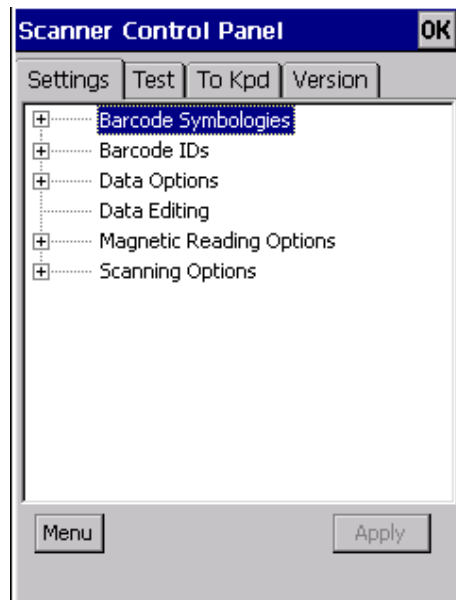 Scanner Control Panel OK
Settings Test To Kpd Version
Barcode Symbologies
Barcode IDs
Data Options
Data Editing
Magnetic Reading Options
Scanning Options
Menu Apply